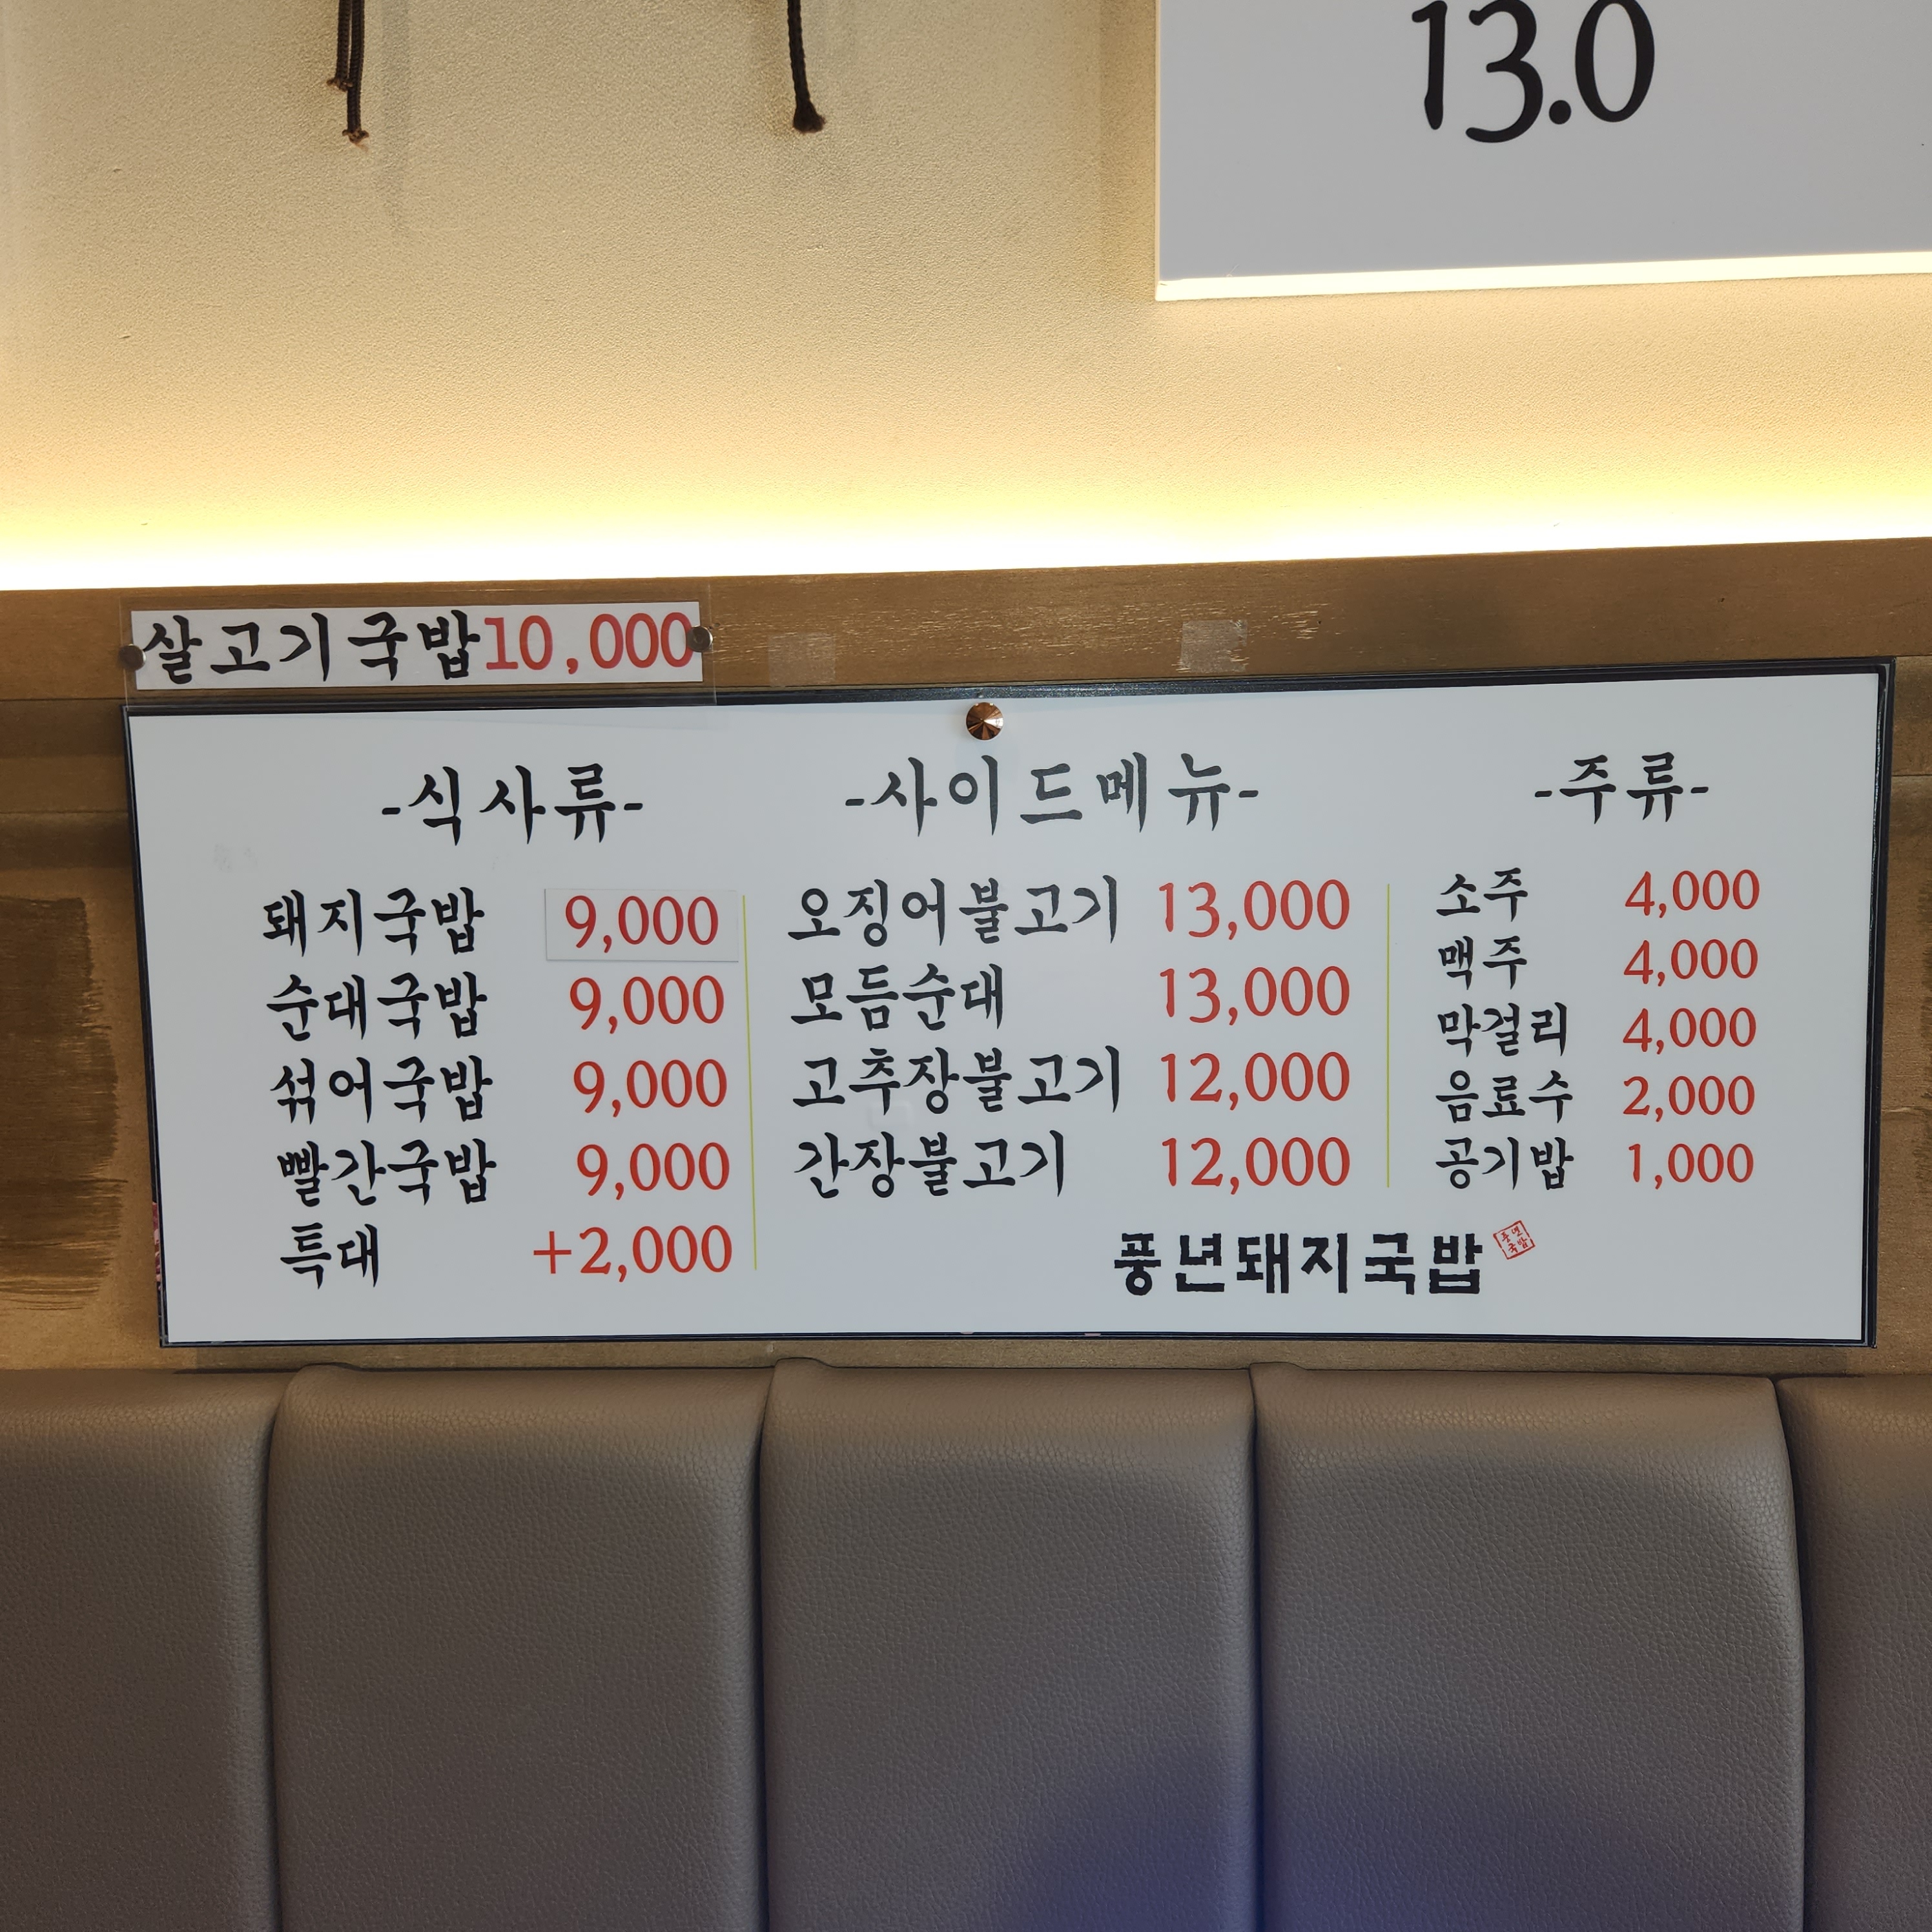 13.0
살고기국밥10,000
-식사류-
돼지국밥 9,000
순대국밥 9,000
섞어국밥 9,000
빨간국밥 9,000
특대 +2,000
-사이드메뉴-
오징어불고기 13,000
모듬순대 13,000
고추장불고기 12,000
간장불고기 12,000
-주류-
소주 4,000
맥주 4,000
막걸리 4,000
음료수 2,000
공기밥 1,000
풍년돼지국밥
풍년
국밥